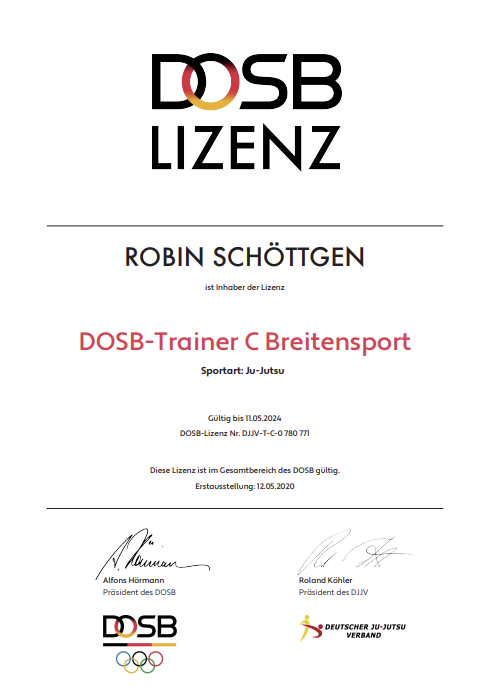 DOSB
LIZENZ
ROBIN SCHÖTTGEN
ist Inhaber der Lizenz
DOSB-Trainer C Breitensport
Sportart: Ju-Jutsu
Gültig bis 11.05.2024
DOSB-Lizenz Nr. DJJV-T-C-0 780 771
Diese Lizenz ist im Gesamtbereich des DOSB gültig.
Erstausstellung: 12.05.2020
Alfons Hörmann
Präsident des DOSB
Roland Köhler
Präsident des DJJV
DOSB
DEUTSCHER JU-JUTSU
VERBAND